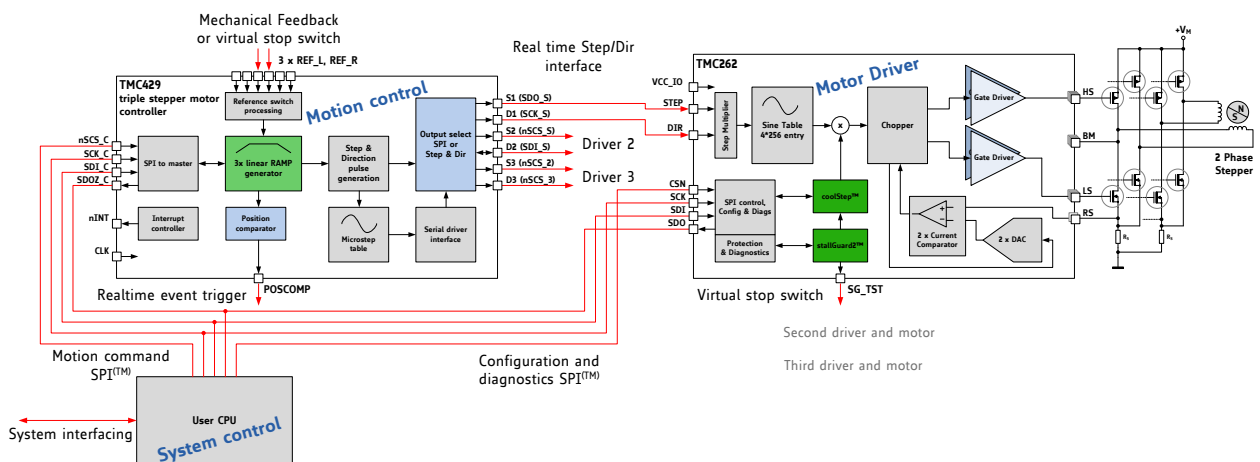 Mechanical Feedback
or virtual stop switch
3 x REF_L, REF_R
Real time Step/Dir
interface
TMC429
triple stepper motor
controller
Reference switch
processing
Motion control
nSCS_C
SCK_C
SDI_C
SDOZ_C
nINT
CLK
SPI to master
3x linear RAMP
generator
Step &
Direction
pulse
generation
Output select
SPI or
Step & Dir
Interrupt
controller
Position
comparator
Microstep
table
Serial driver
interface
S1 (SDO_S)
D1 (SCK_S)
S2 (nSCS_S)
D2 (SDI_S)
S3 (nSCS_2)
D3 (nSCS_3)
Driver 2
Driver 3
POSCOMP
Realtime event trigger
TMC262
VCC_IO
STEP
DIR
CSN
SCK
SDI
SDO
Step Multiplier
Sine Table
4*256 entry
Motor Driver
x
Chopper
Gate Driver
Gate Driver
SPI control,
Config & Diags
Protection
& Diagnostics
coolStep™
stallGuard2™
2 x Current
Comparator
2 x DAC
HS
BM
LS
RS
+VM
N
S
2 Phase
Stepper
RS
RS
SG_TST
Virtual stop switch
Second driver and motor
Third driver and motor
Motion command
SPI(TM)
Configuration and
diagnostics SPI(TM)
User CPU
System control
System interfacing